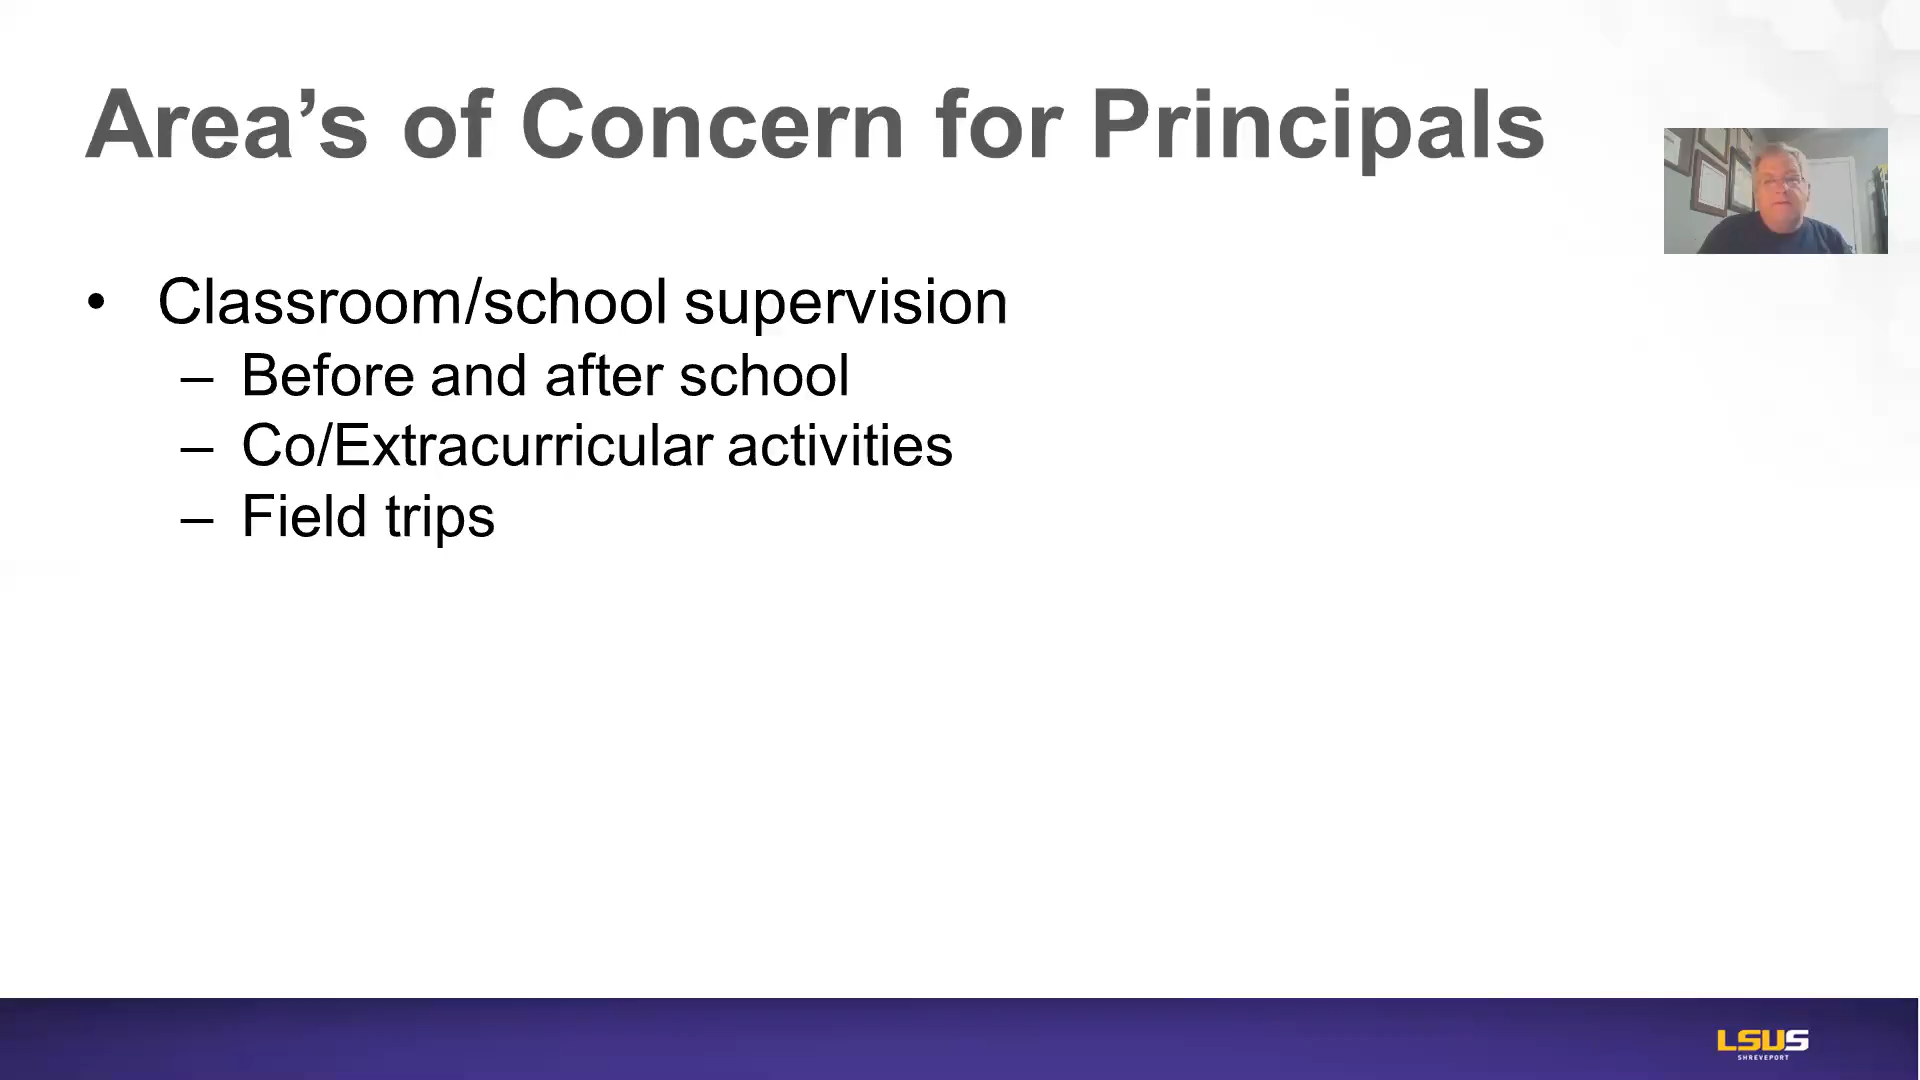 Area’s of Concern for Principals
• Classroom/school supervision
– Before and after school
– Co/Extracurricular activities
– Field trips
LSUS
SHREVEPORT